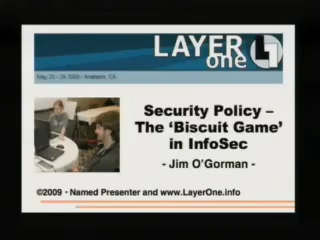 LAYER
one
May 23 - 24 2009 - Anaheim, CA
Security Policy –
The ‘Biscuit Game’
in InfoSec
- Jim O’Gorman -
©2009 · Named Presenter and www.LayerOne.info